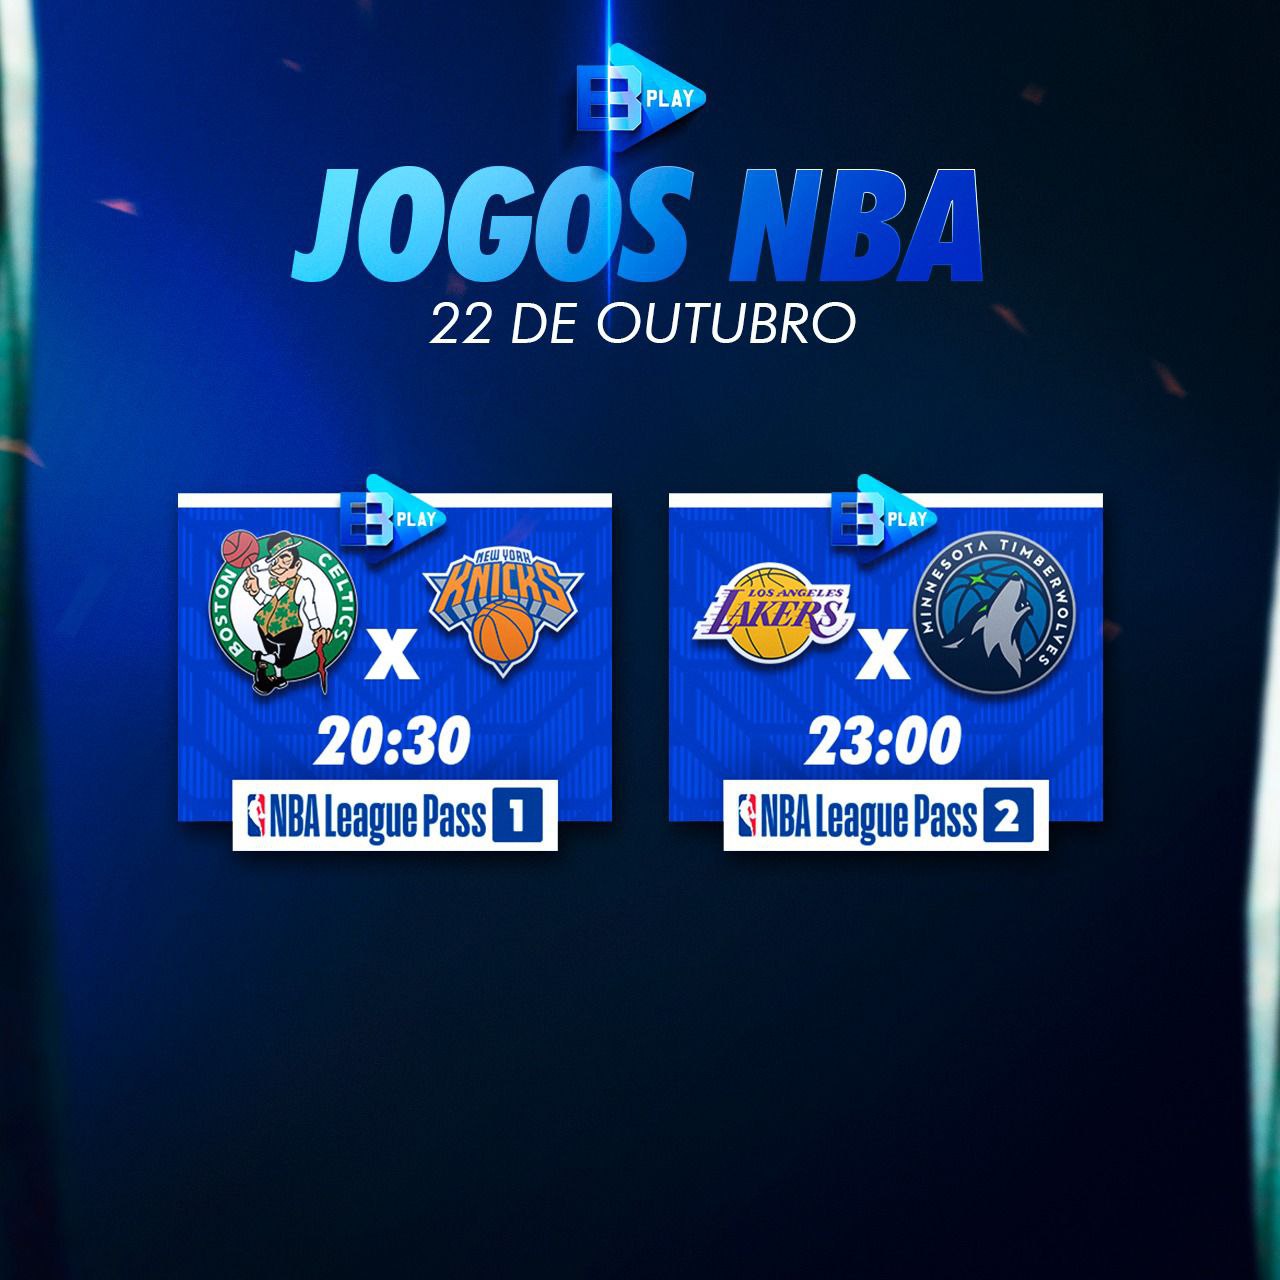 B PLAY
JOGOS NBA
22 DE OUTUBRO
B PLAY
BOSTON CELTICS
X
NEW YORK
KNICKS
20:30
NBA League Pass 1
B PLAY
LOS ANGELES
LAKERS
X
MINNESOTA TIMBERWOLVES
23:00
NBA League Pass 2